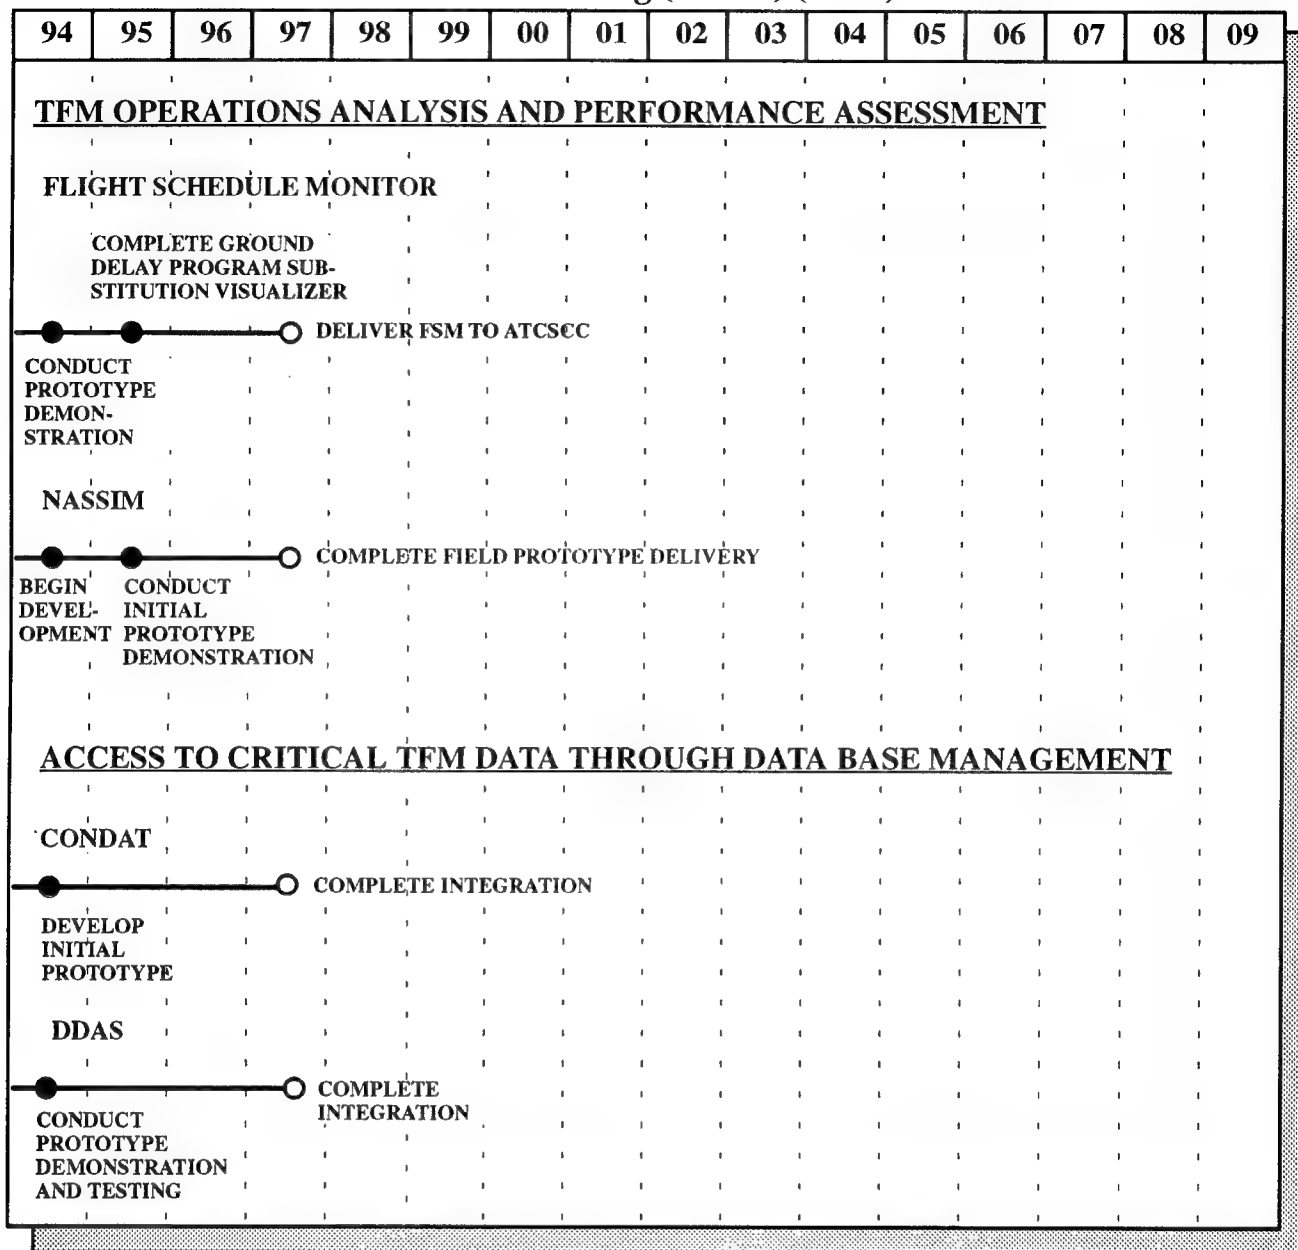 94 95 96 97 98 99 00 01 02 03 04 05 06 07 08 09
TFM OPERATIONS ANALYSIS AND PERFORMANCE ASSESSMENT
FLIGHT SCHEDULE MONITOR
COMPLETE GROUND
DELAY PROGRAM SUB-
STITUTION VISUALIZER
DELIVER FSM TO ATCSCC
CONDUCT
PROTOTYPE
DEMON-
STRATION
NASSIM
COMPLETE FIELD PROTOTYPE DELIVERY
BEGIN
DEVEL-
OPMENT
CONDUCT
INITIAL
PROTOTYPE
DEMONSTRATION
ACCESS TO CRITICAL TFM DATA THROUGH DATA BASE MANAGEMENT
CONDAT
COMPLETE INTEGRATION
DEVELOP
INITIAL
PROTOTYPE
DDAS
COMPLETE
INTEGRATION
CONDUCT
PROTOTYPE
DEMONSTRATION
AND TESTING